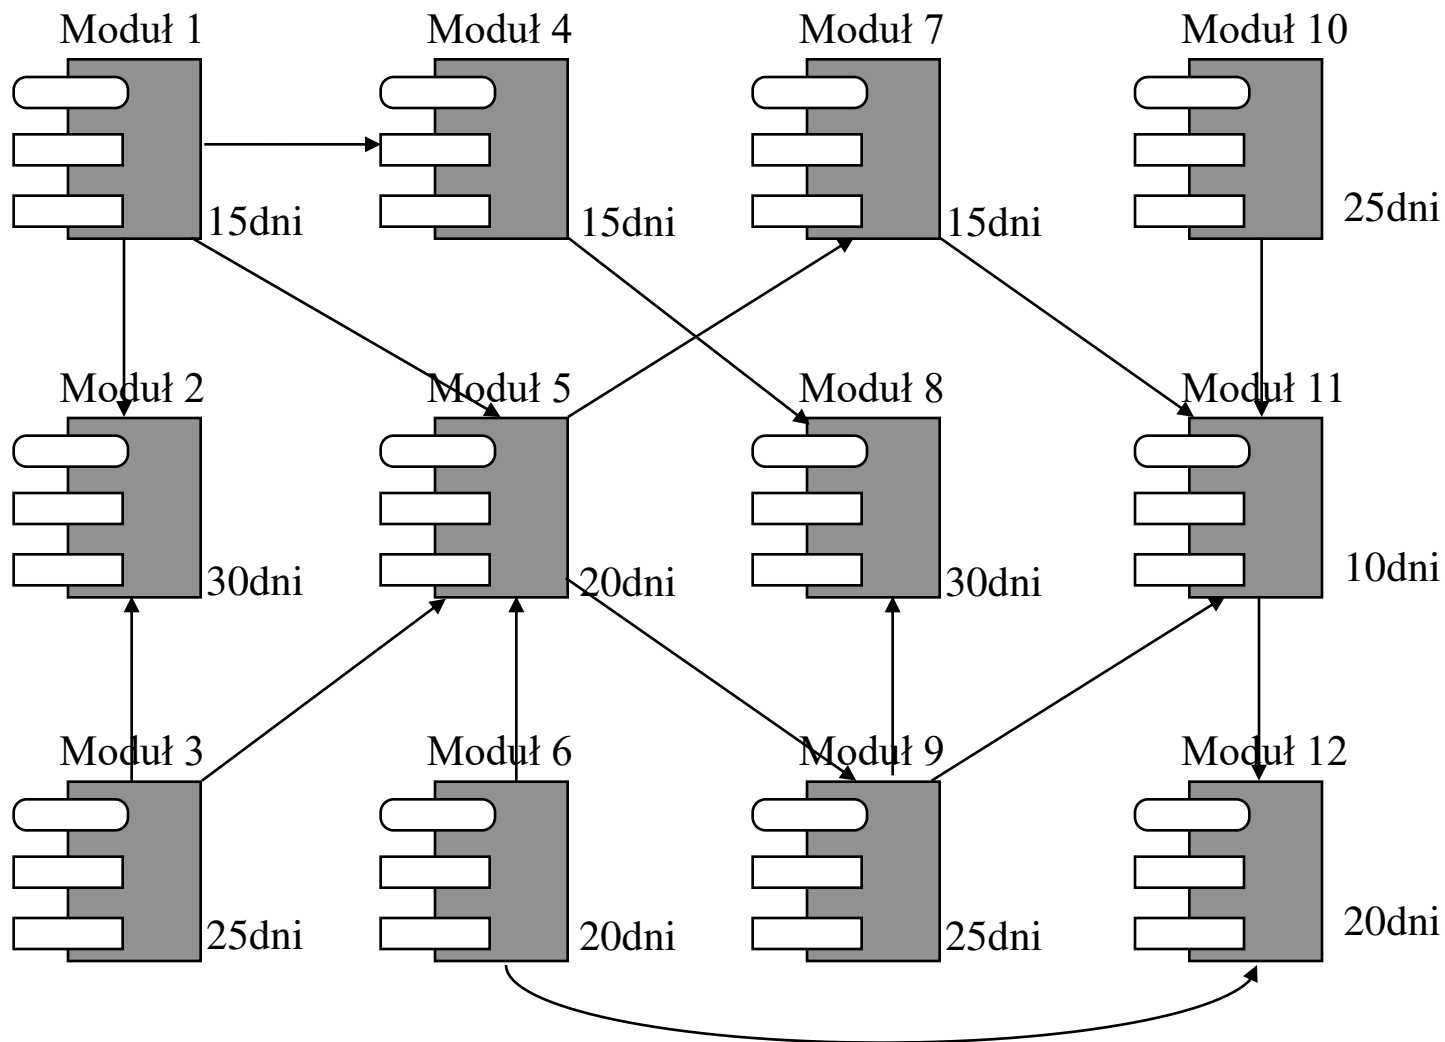 Moduł 1
Moduł 4
Moduł 7
Moduł 10
15dni
15dni
15dni
25dni
Moduł 2
Moduł 5
Moduł 8
Moduł 11
30dni
20dni
30dni
10dni
Moduł 3
Moduł 6
Moduł 9
Moduł 12
25dni
20dni
25dni
20dni